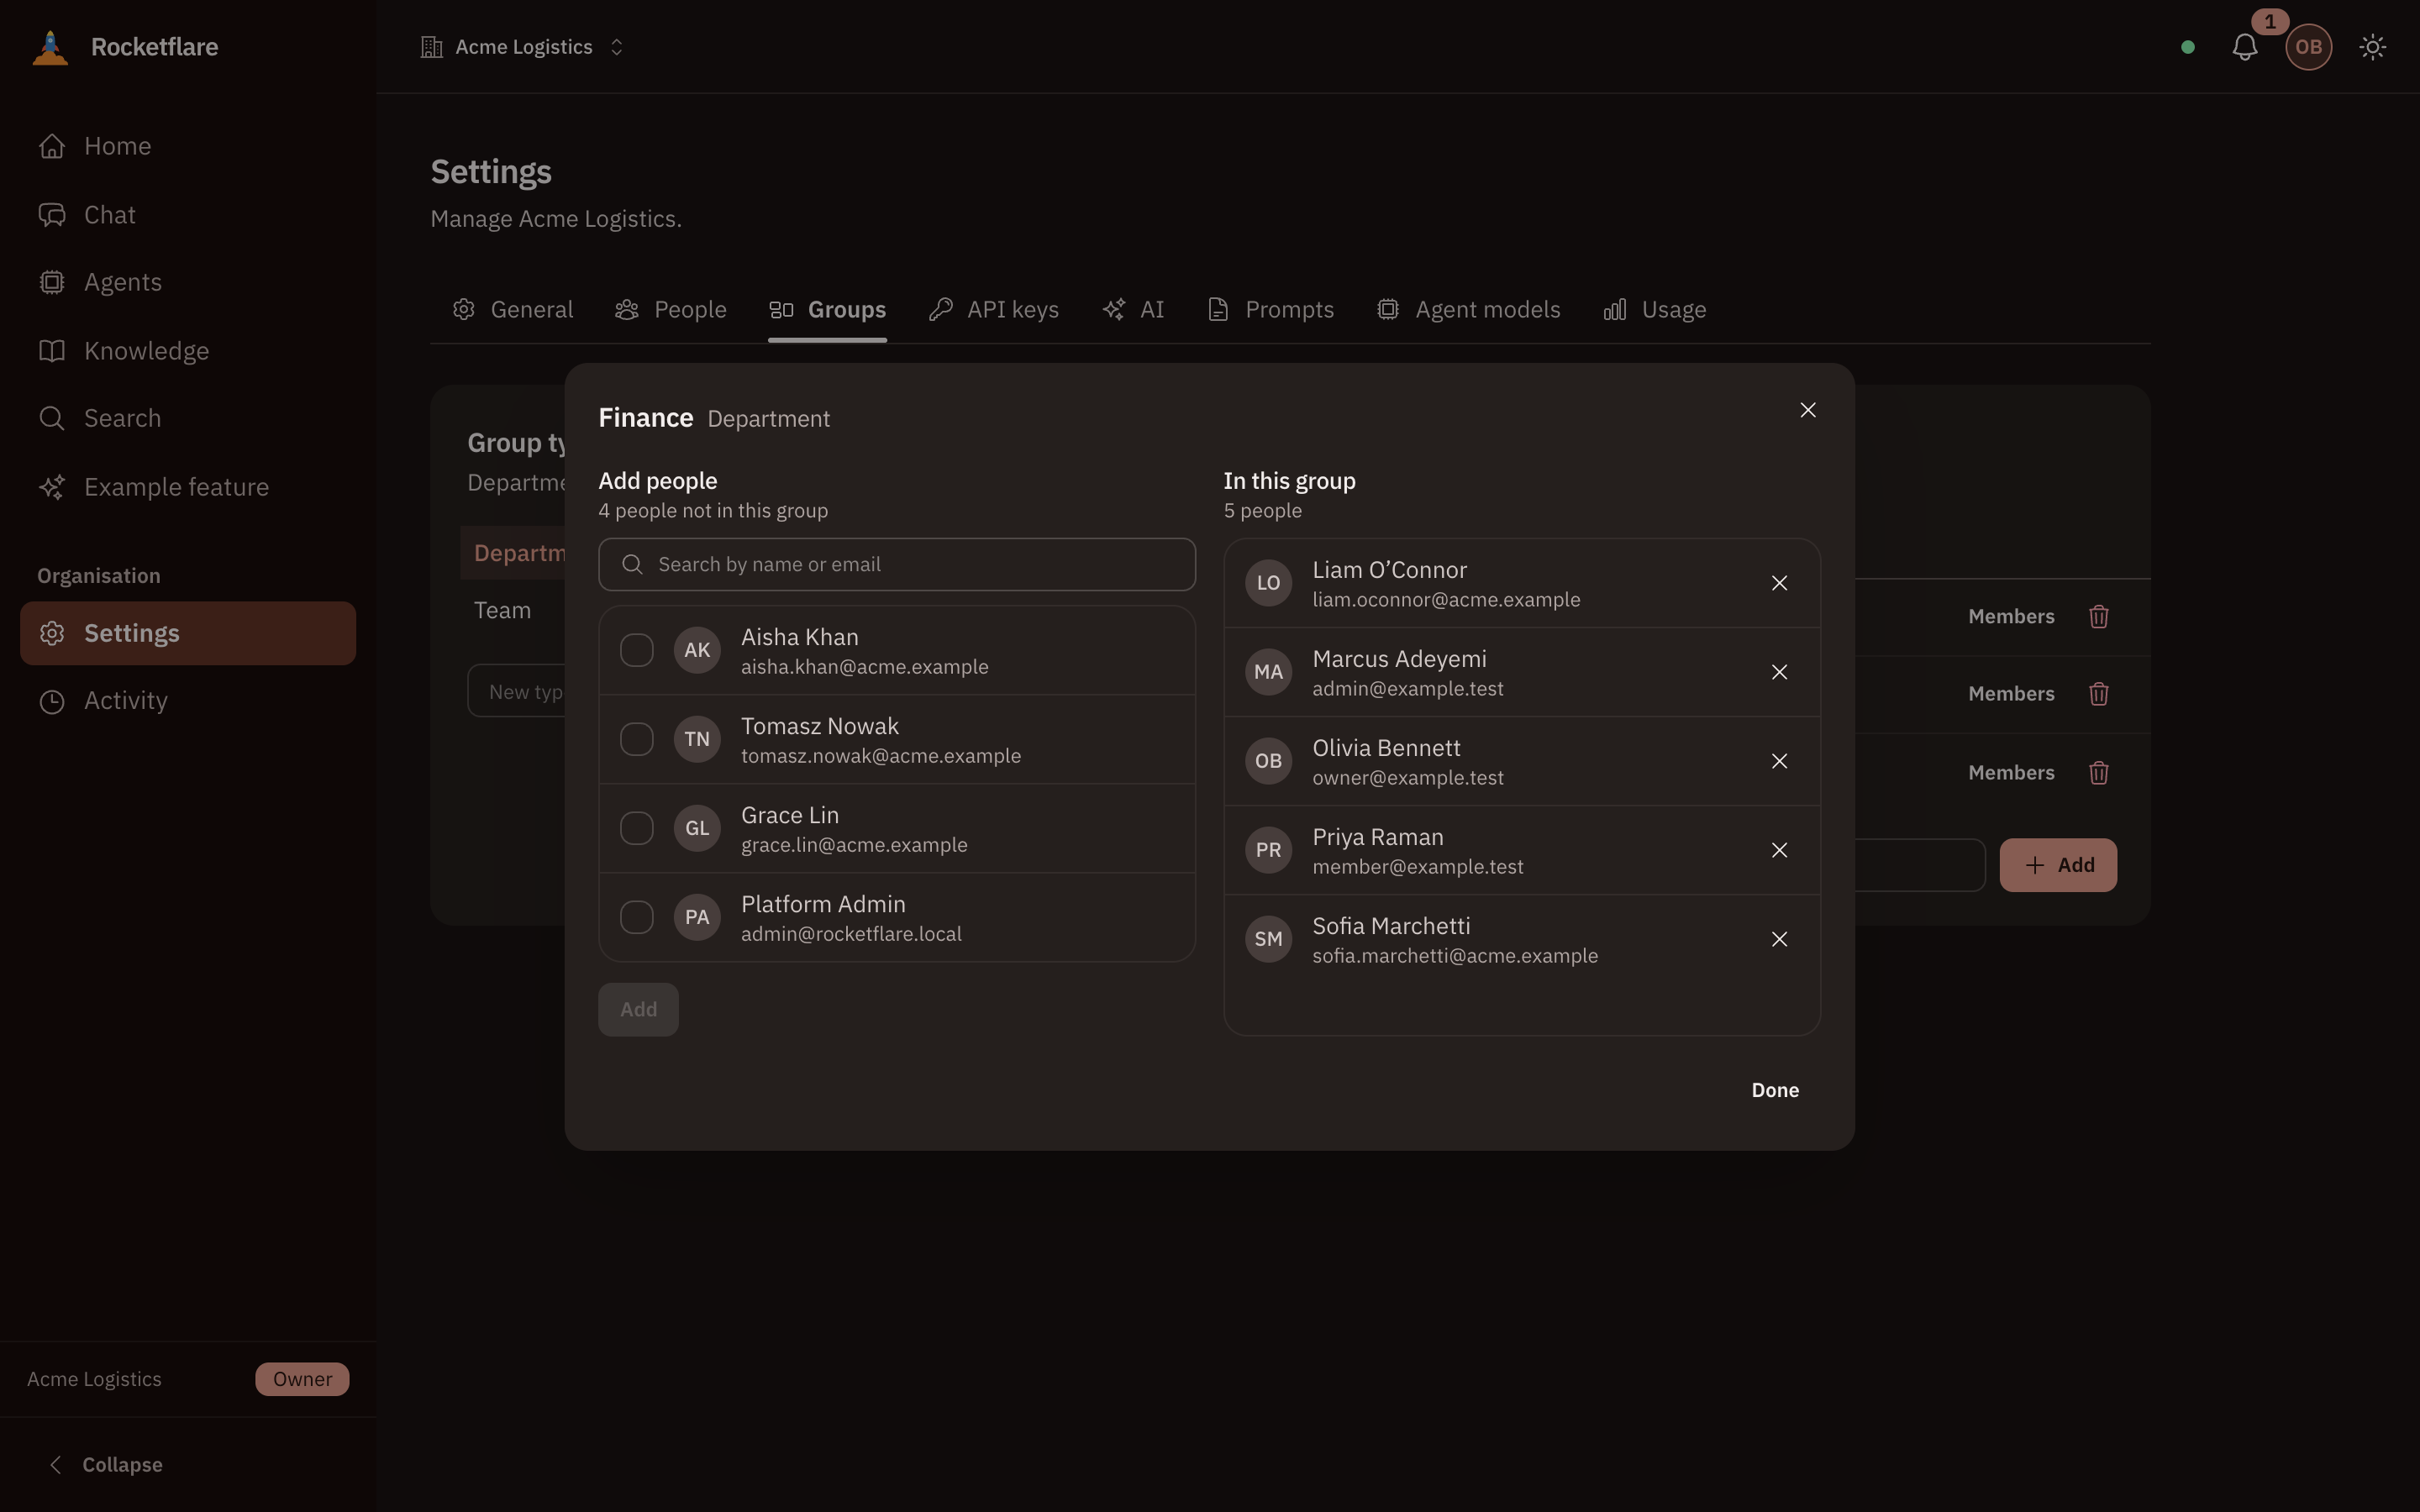 Rocketflare
Acme Logistics
1
OB
Home
Chat
Agents
Knowledge
Search
Example feature
Organisation
Settings
Activity
Acme Logistics
Owner
Collapse
Settings
Manage Acme Logistics.
General
People
Groups
API keys
AI
Prompts
Agent models
Usage
Group ty
Departme
Departm
Team
New typ
Members
Members
Members
Add
Finance Department
Add people
4 people not in this group
Search by name or email
AK
Aisha Khan
aisha.khan@acme.example
TN
Tomasz Nowak
tomasz.nowak@acme.example
GL
Grace Lin
grace.lin@acme.example
PA
Platform Admin
admin@rocketflare.local
Add
In this group
5 people
LO
Liam O’Connor
liam.oconnor@acme.example
MA
Marcus Adeyemi
admin@example.test
OB
Olivia Bennett
owner@example.test
PR
Priya Raman
member@example.test
SM
Sofia Marchetti
sofia.marchetti@acme.example
Done